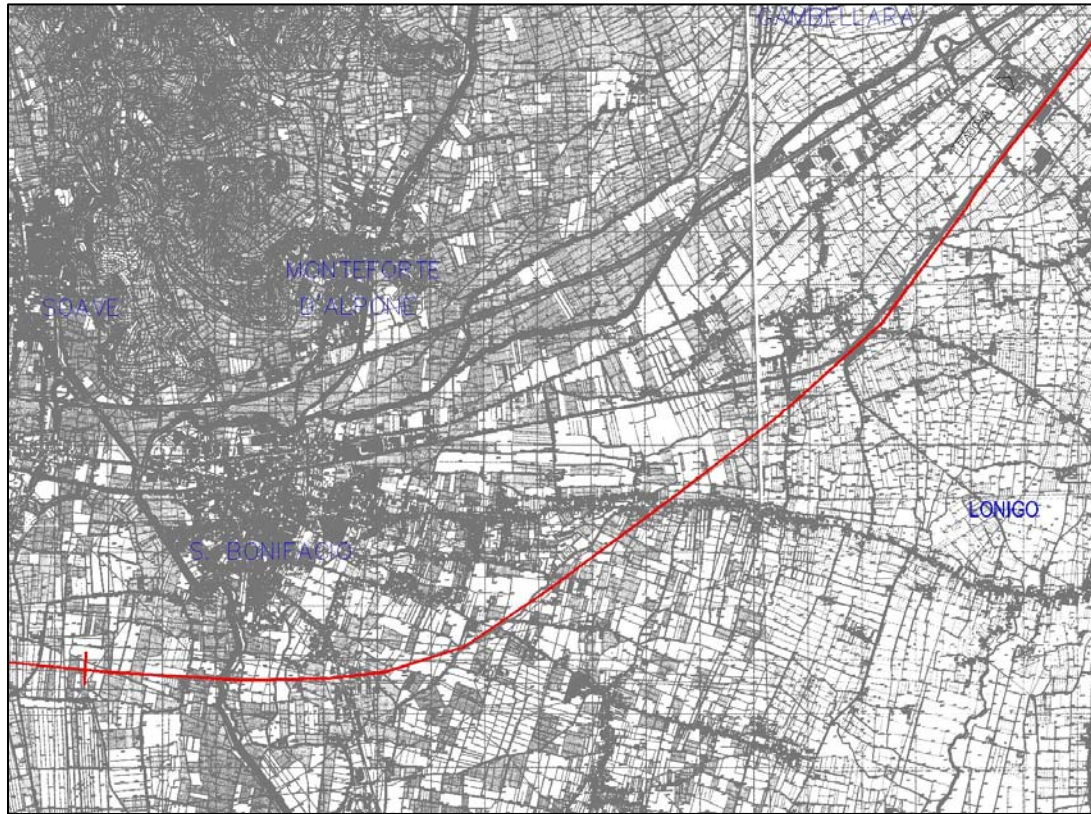 GAMBELLARA
MONTEFORTE
D'ALPONE
SOAVE
LONIGO
S. BONIFACIO